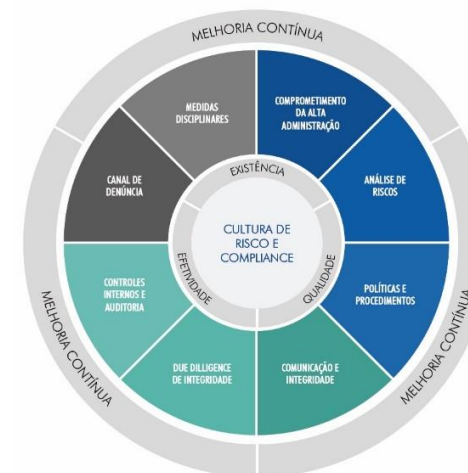 MELHORIA CONTÍNUA
MEDIDAS
DISCIPLINARES
COMPROMETIMENTO
DA ALTA
ADMINISTRAÇÃO
CANAL DE
DENÚNCIA
EXISTÊNCIA
ANÁLISE DE
RISCOS
CULTURA DE
RISCO E
COMPLIANCE
EFETIVIDADE
QUALIDADE
CONTROLES
INTERNOS E
AUDITORIA
POLÍTICAS E
PROCEDIMENTOS
DUE DILLIGENCE
DE INTEGRIDADE
COMUNICAÇÃO E
INTEGRIDADE
MELHORIA CONTÍNUA
MELHORIA CONTÍNUA